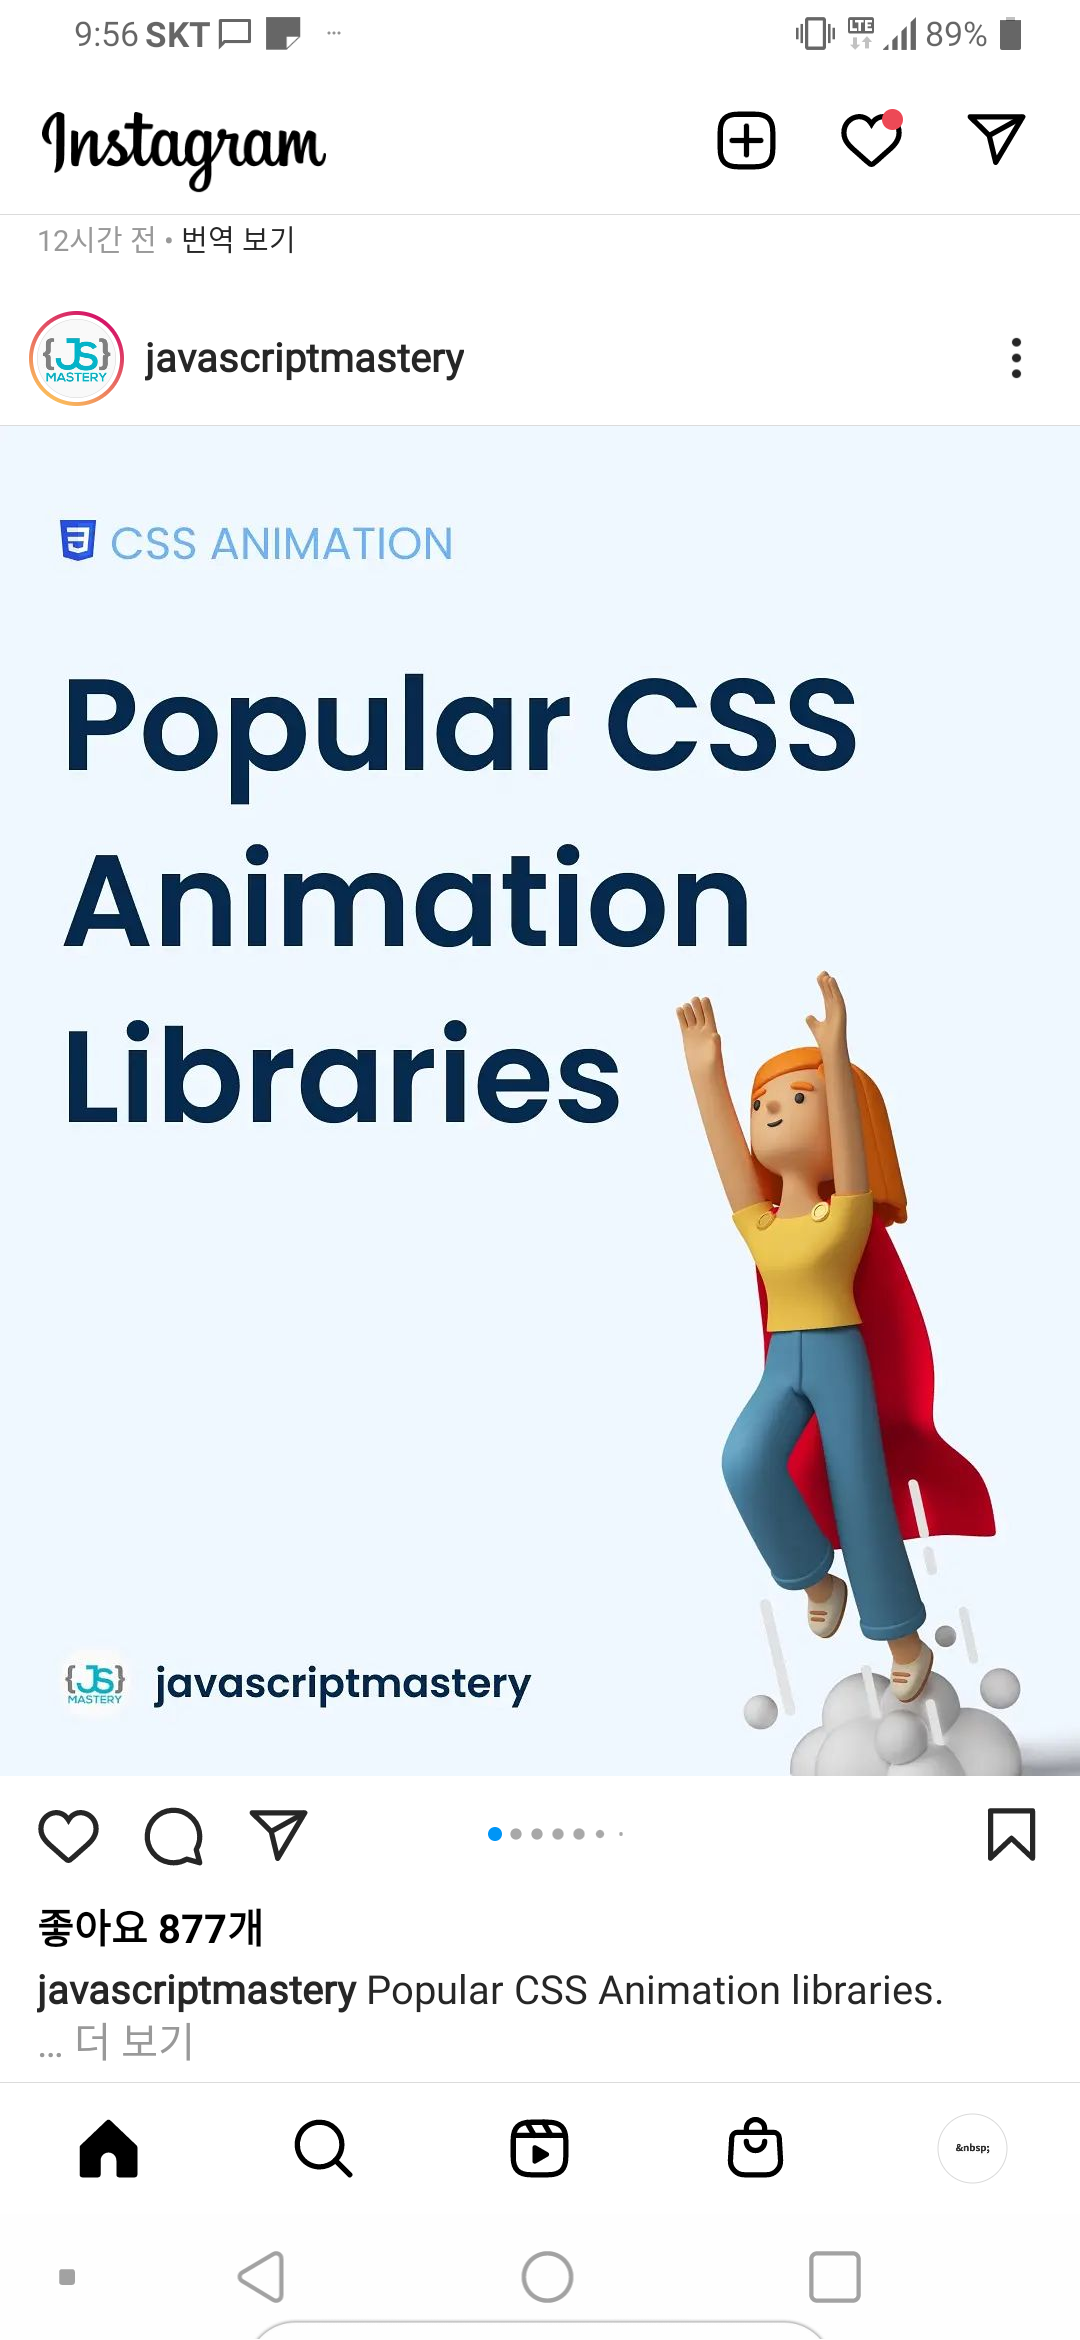 9:56 SKT ... LTE 89%
Instagram
12시간 전 • 번역 보기
{JS}
MASTERY
javascriptmastery
CSS ANIMATION
Popular CSS
Animation
Libraries
{JS}
MASTERY
javascriptmastery
좋아요 877개
javascriptmastery Popular CSS Animation libraries.
... 더 보기
&nbsp;